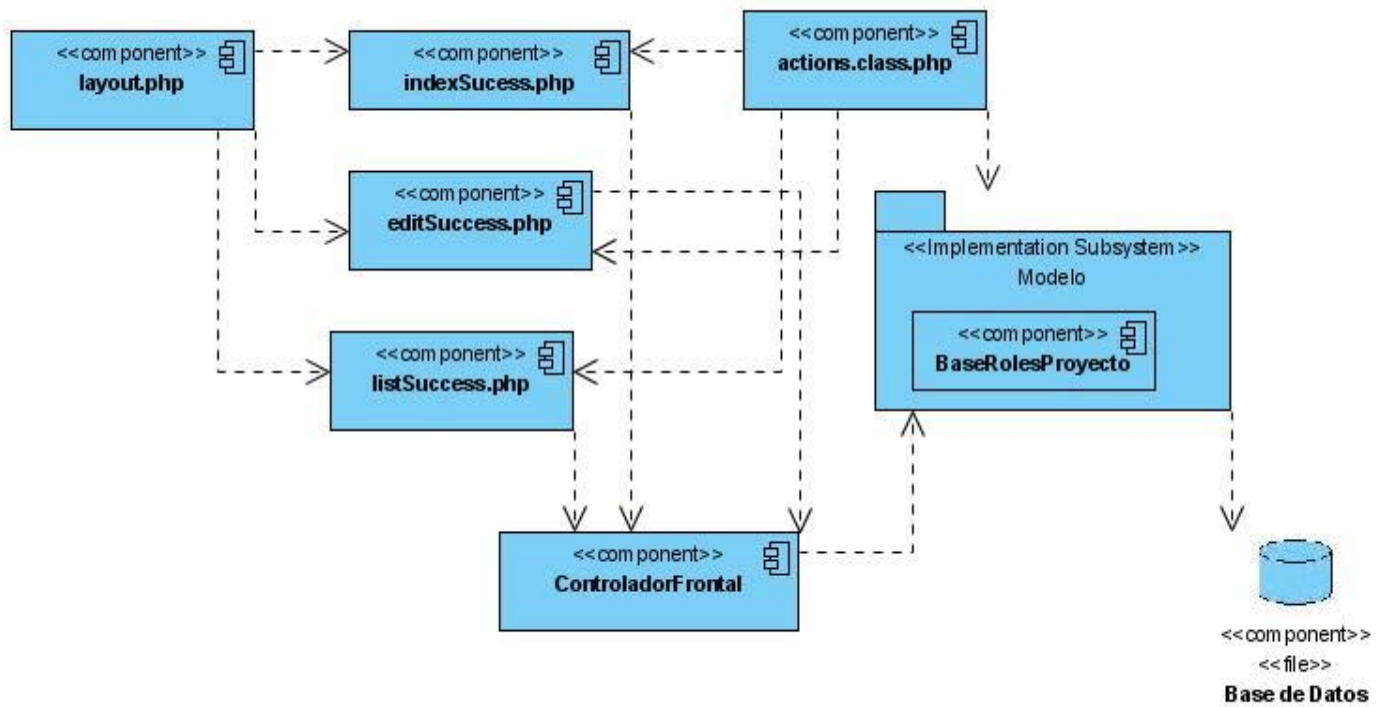 <<component>>
layout.php
<<component>>
indexSucess.php
<<component>>
actions.class.php
<<component>>
editSuccess.php
<<Implementation Subsystem>>
Modelo
<<component>>
BaseRolesProyecto
<<component>>
listSuccess.php
<<component>>
ControladorFrontal
<<component>>
<<file>>
Base de Datos